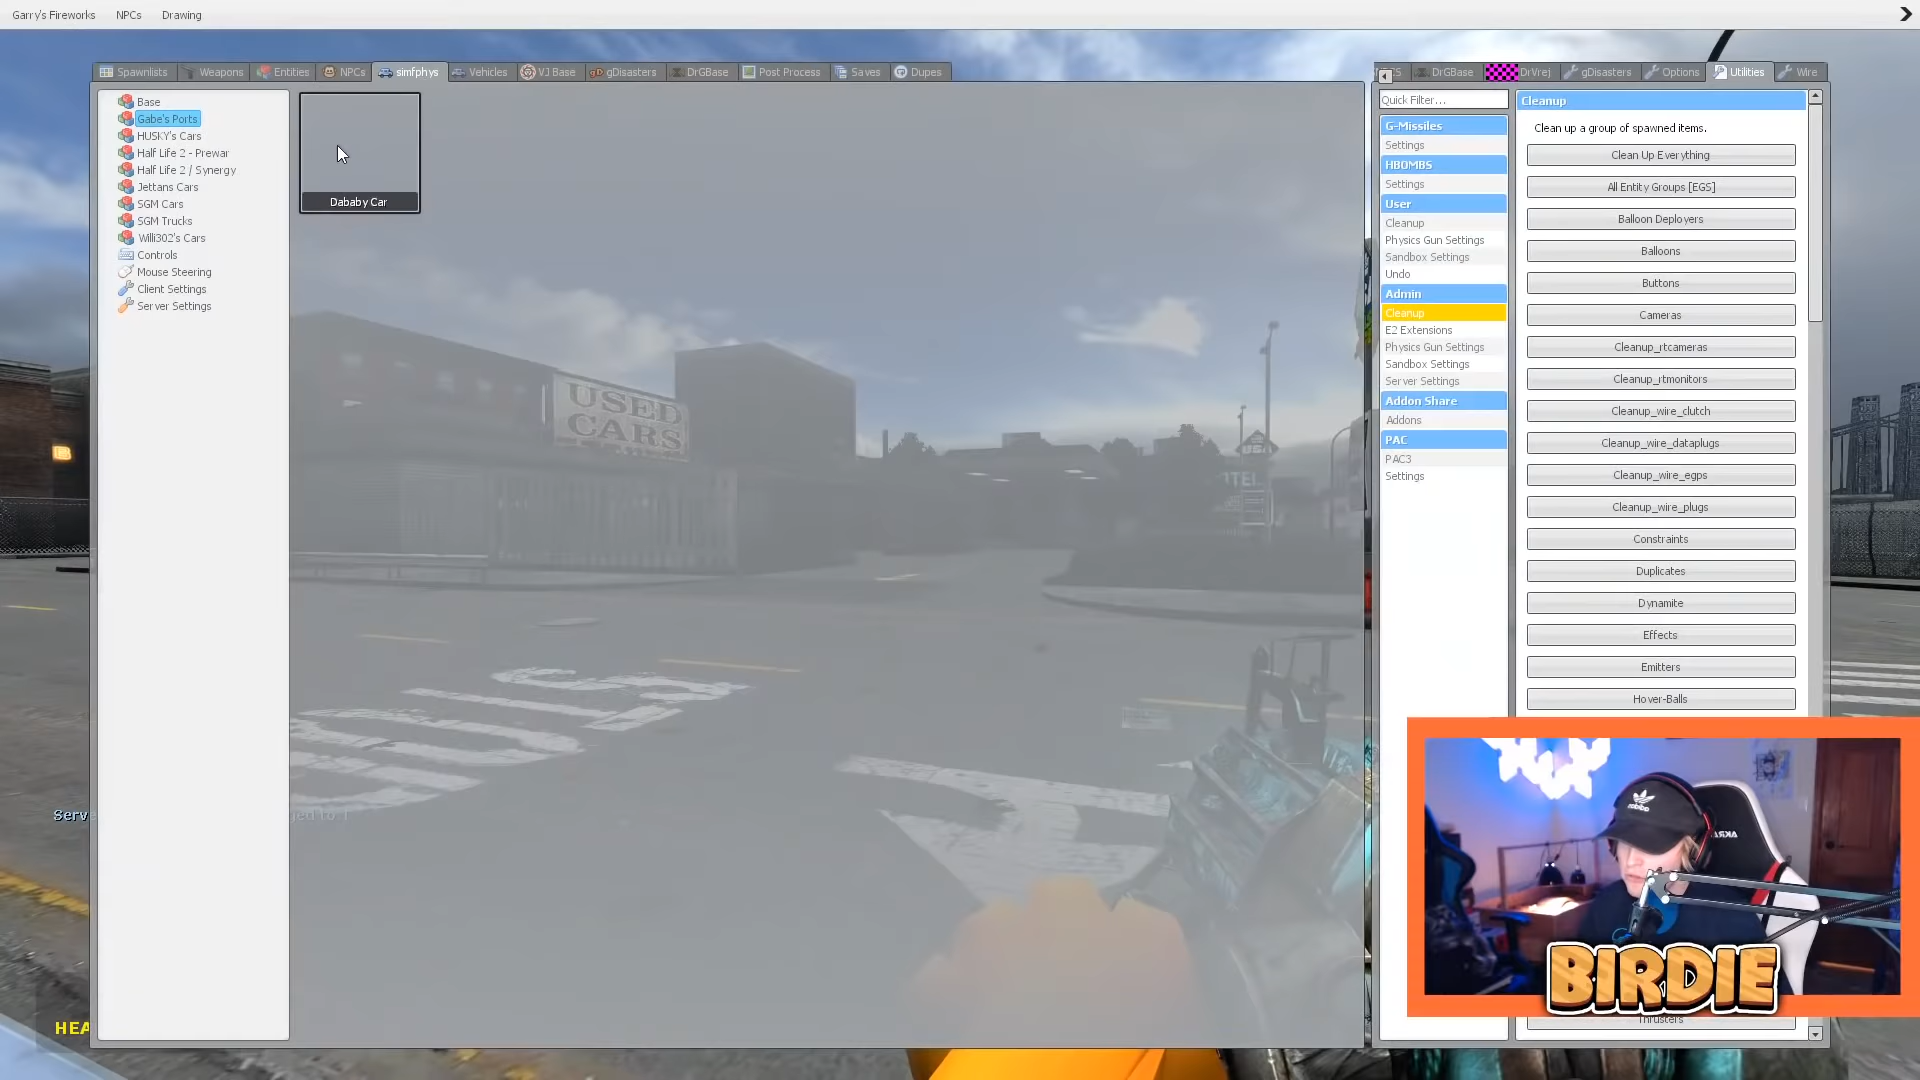 Garry's Fireworks NPCs Drawing
Spawnlists Weapons Entities NPCs simfphys Vehicles VJ Base gDisasters DrGBase Post Process Saves Dupes
DrGBase DrVrej gDisasters Options Utilities Wire
Base
Gabe's Ports
HUSKY's Cars
Half Life 2 - Prewar
Half Life 2 / Synergy
Jettans Cars
SGM Cars
SGM Trucks
Willi302's Cars
Controls
Mouse Steering
Client Settings
Server Settings
Dababy Car
USED
CARS
Serv
HEA
Quick Filter...
G-Missiles
Settings
HBOMBS
Settings
User
Cleanup
Physics Gun Settings
Sandbox Settings
Undo
Admin
Cleanup
E2 Extensions
Physics Gun Settings
Sandbox Settings
Server Settings
Addon Share
Addons
PAC
PAC3
Settings
Cleanup
Clean up a group of spawned items.
Clean Up Everything
All Entity Groups [EGS]
Balloon Deployers
Balloons
Buttons
Cameras
Cleanup_rtcameras
Cleanup_rtmonitors
Cleanup_wire_clutch
Cleanup_wire_dataplugs
Cleanup_wire_egps
Cleanup_wire_plugs
Constraints
Duplicates
Dynamite
Effects
Emitters
Hover-Balls
adidas
BIRDIE
Thrusters